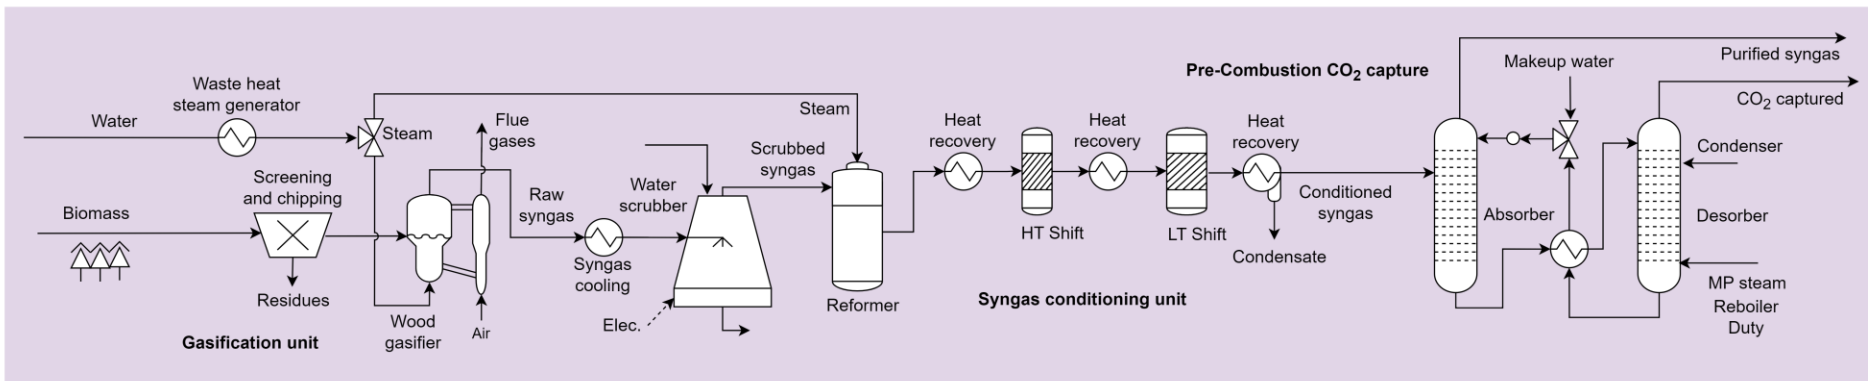 Water
Waste heat
steam generator
Steam
Steam
Biomass
Screening
and chipping
Residues
Gasification unit
Wood
gasifier
Flue
gases
Air
Raw
syngas
Syngas
cooling
Water
scrubber
Elec.
Scrubbed
syngas
Reformer
Heat
recovery
HT Shift
Heat
recovery
LT Shift
Heat
recovery
Condensate
Conditioned
syngas
Syngas conditioning unit
Pre-Combustion CO₂ capture
Absorber
Makeup water
Purified syngas
CO₂ captured
Condenser
Desorber
MP steam
Reboiler
Duty